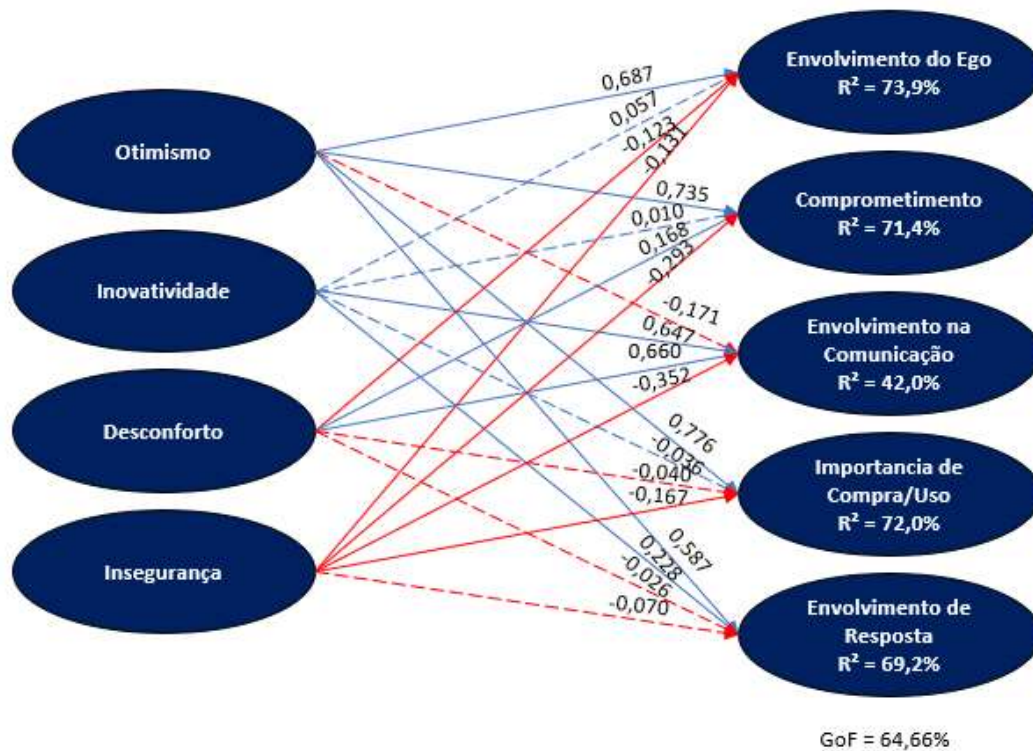 Otimismo
Inovatividade
Desconforto
Insegurança
Envolvimento do Ego
R² = 73,9%
Comprometimento
R² = 71,4%
Envolvimento na
Comunicação
R² = 42,0%
Importancia de
Compra/Uso
R² = 72,0%
Envolvimento de
Resposta
R² = 69,2%
0,687
0,057
-0,123
-0,131
0,735
0,010
0,168
-0,293
-0,171
0,647
0,660
-0,352
0,776
-0,036
-0,040
-0,167
0,587
0,228
-0,026
-0,070
GoF = 64,66%